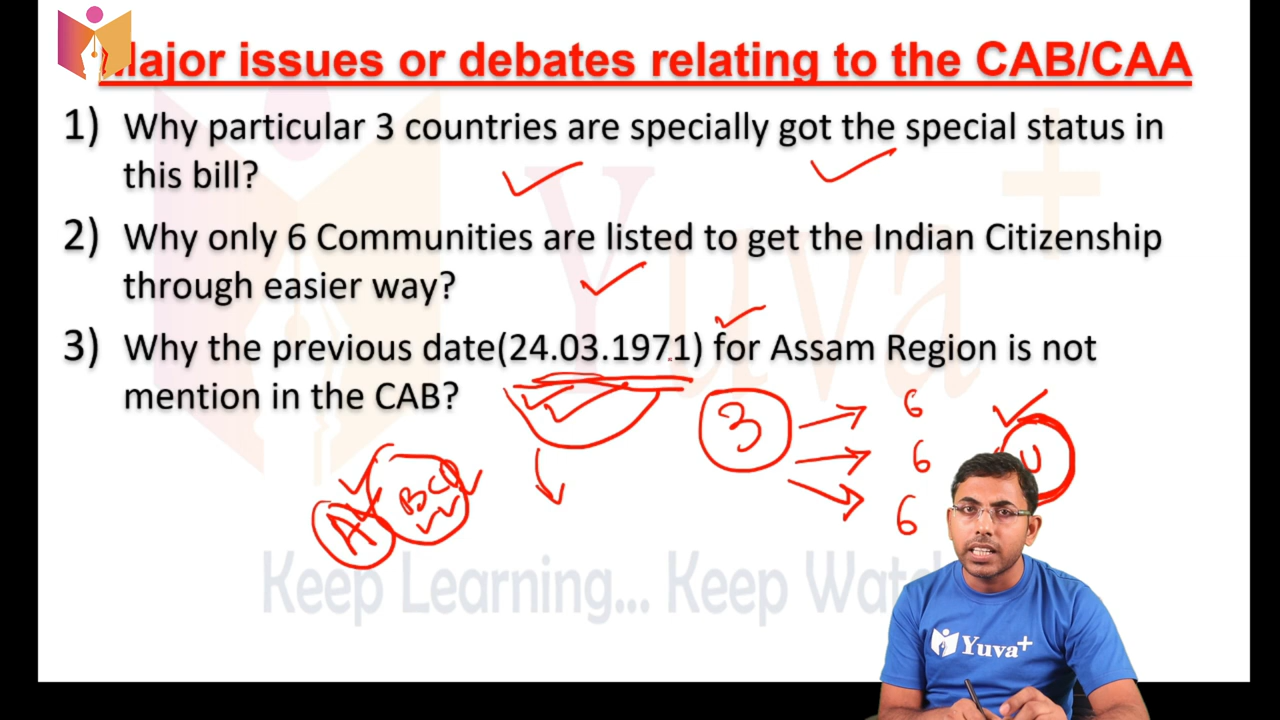 Major issues or debates relating to the CAB/CAA
1) Why particular 3 countries are specially got the special status in
this bill?
2) Why only 6 Communities are listed to get the Indian Citizenship
through easier way?
3) Why the previous date(24.03.1971) for Assam Region is not
mention in the CAB?
3
6
6
6
U
A
BCD
Yuva+
Keep Learning... Keep
Yuva+